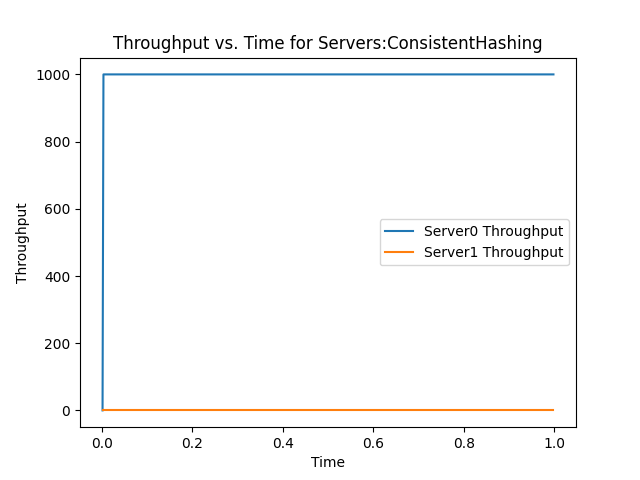 Throughput vs. Time for Servers:ConsistentHashing
1000
800
600
400
200
0
Throughput
Server0 Throughput
Server1 Throughput
0.0 0.2 0.4 0.6 0.8 1.0
Time